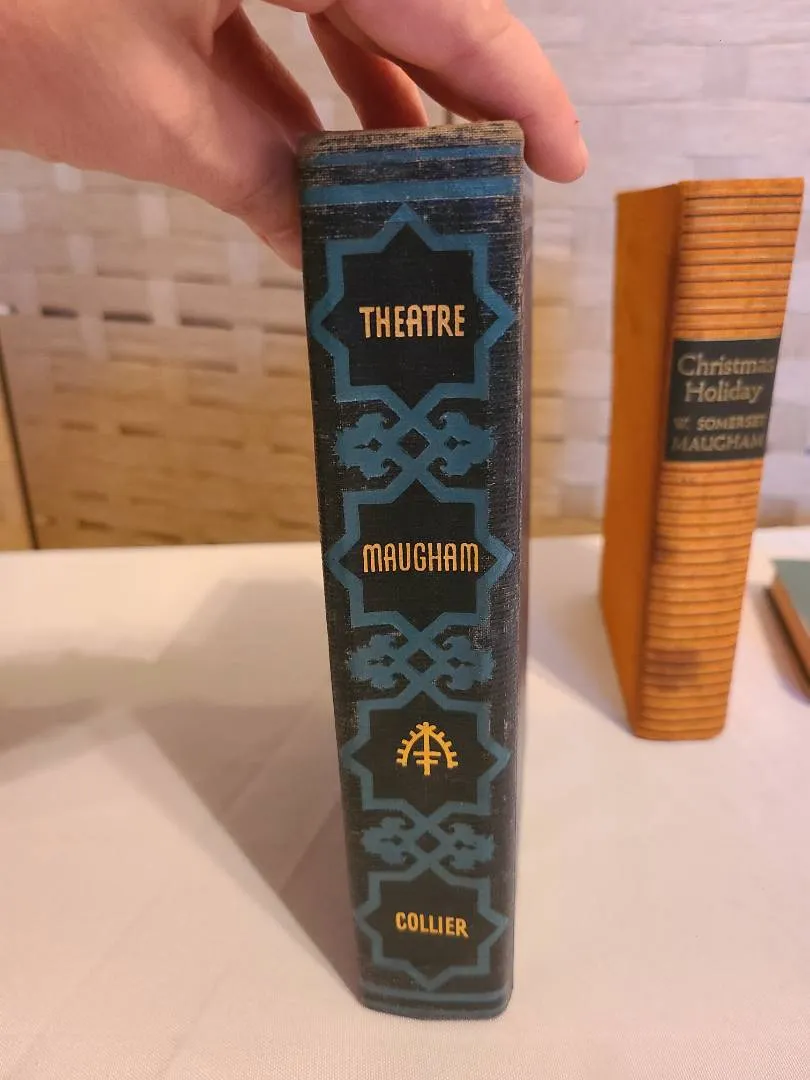 THEATRE
MAUGHAM
COLLIER
Christmas
Holiday
W. SOMERSET
MAUGHAM